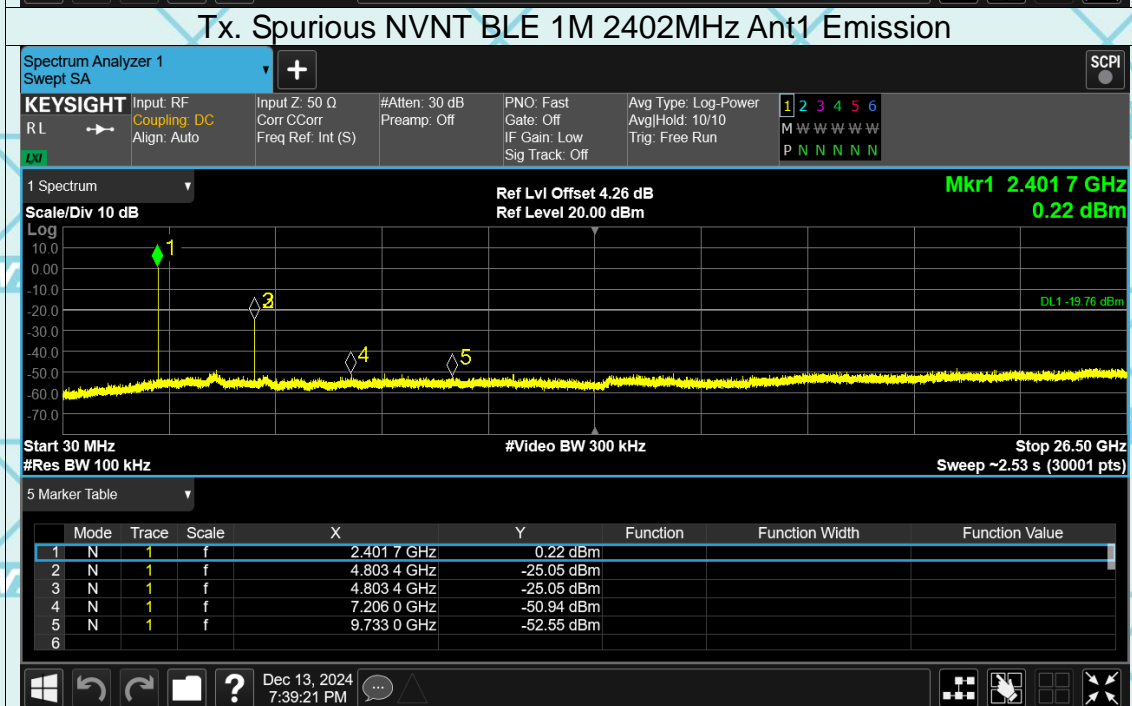 Tx. Spurious NVNT BLE 1M 2402MHz Ant1 Emission
Spectrum Analyzer 1
Swept SA
+
SCPI
KEYSIGHT
R L
LXI
Input: RF
Coupling: DC
Align: Auto
Input Z: 50 Ω
Corr CCorr
Freq Ref: Int (S)
#Atten: 30 dB
Preamp: Off
PNO: Fast
Gate: Off
IF Gain: Low
Sig Track: Off
Avg Type: Log-Power
Avg|Hold: 10/10
Trig: Free Run
1 2 3 4 5 6
M W W W W W
P N N N N N
1 Spectrum
Scale/Div 10 dB
Ref Lvl Offset 4.26 dB
Ref Level 20.00 dBm
Mkr1 2.401 7 GHz
0.22 dBm
Log
10.0
0.00
-10.0
-20.0
-30.0
-40.0
-50.0
-60.0
-70.0
1
4
5
DL1 -19.76 dBm
Start 30 MHz
#Video BW 300 kHz
Stop 26.50 GHz
#Res BW 100 kHz
Sweep ~2.53 s (30001 pts)
5 Marker Table
Mode Trace Scale X Y Function Function Width Function Value
1 N 1 f 2.401 7 GHz 0.22 dBm
2 N 1 f 4.803 4 GHz -25.05 dBm
3 N 1 f 4.803 4 GHz -25.05 dBm
4 N 1 f 7.206 0 GHz -50.94 dBm
5 N 1 f 9.733 0 GHz -52.55 dBm
6
?
Dec 13, 2024
7:39:21 PM